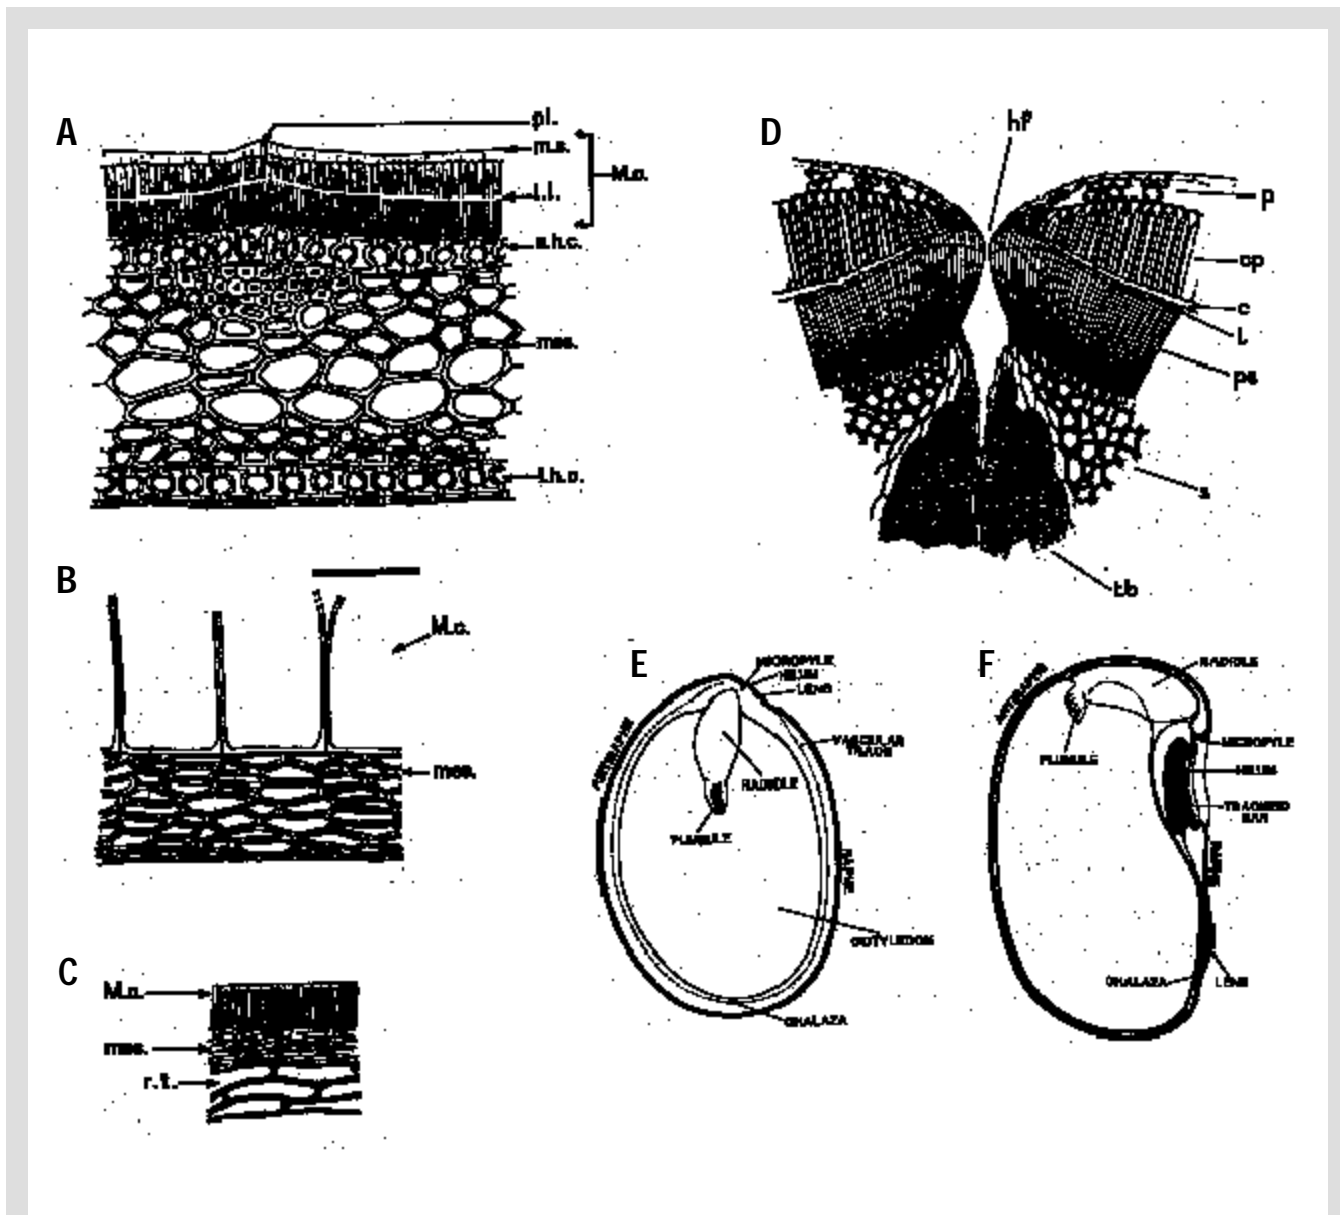 A
pl.
m.s.
M.c.
l.l.
mes.
B
M.c.
mes.
C
mes.
r.t.
D
p
cp
c
L
ps
s
tb
E
MICROPYLE
HILUM
LENS
VASCULAR
RADICLE
PLUMULE
COTYLEDON
CHALAZA
F
RADICLE
PLUMULE
MICROPYLE
HILUM
TRACHEID
BAR
CHALAZA
LENS